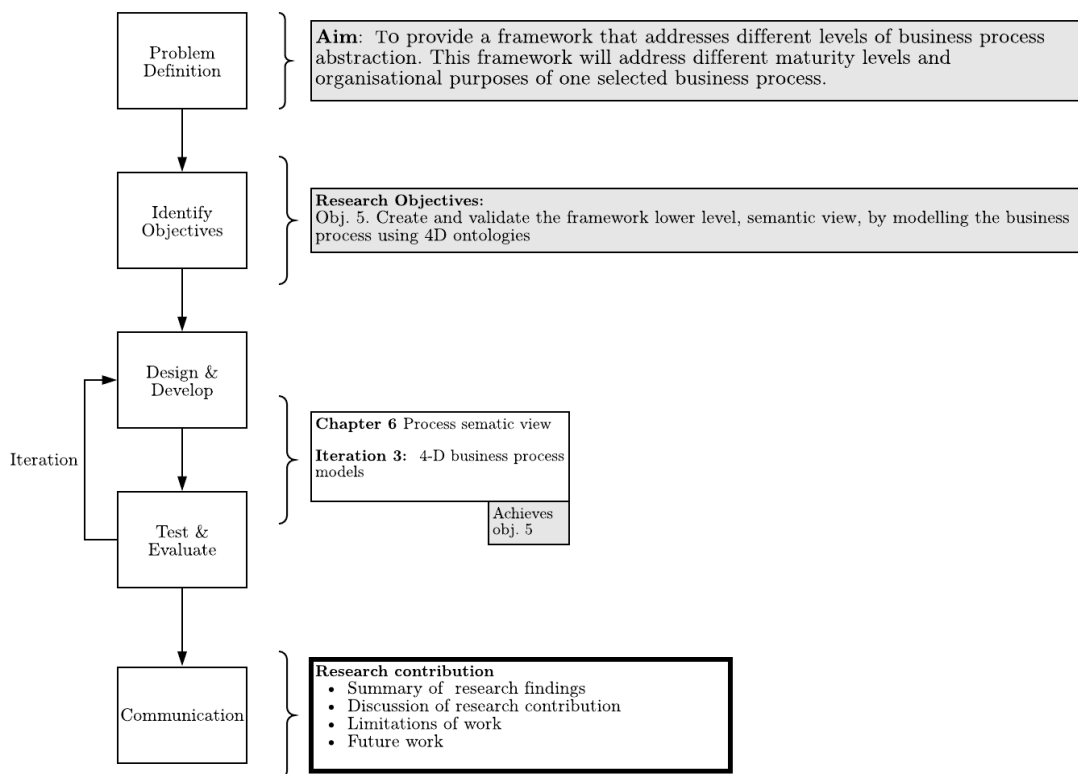 Problem
Definition
Aim: To provide a framework that addresses different levels of business process
abstraction. This framework will address different maturity levels and
organisational purposes of one selected business process.
Identify
Objectives
Research Objectives:
Obj. 5. Create and validate the framework lower level, semantic view, by modelling the business
process using 4D ontologies
Design &
Develop
Iteration
Chapter 6 Process sematic view
Iteration 3: 4-D business process
models
Achieves
obj. 5
Test &
Evaluate
Communication
Research contribution
• Summary of research findings
• Discussion of research contribution
• Limitations of work
• Future work